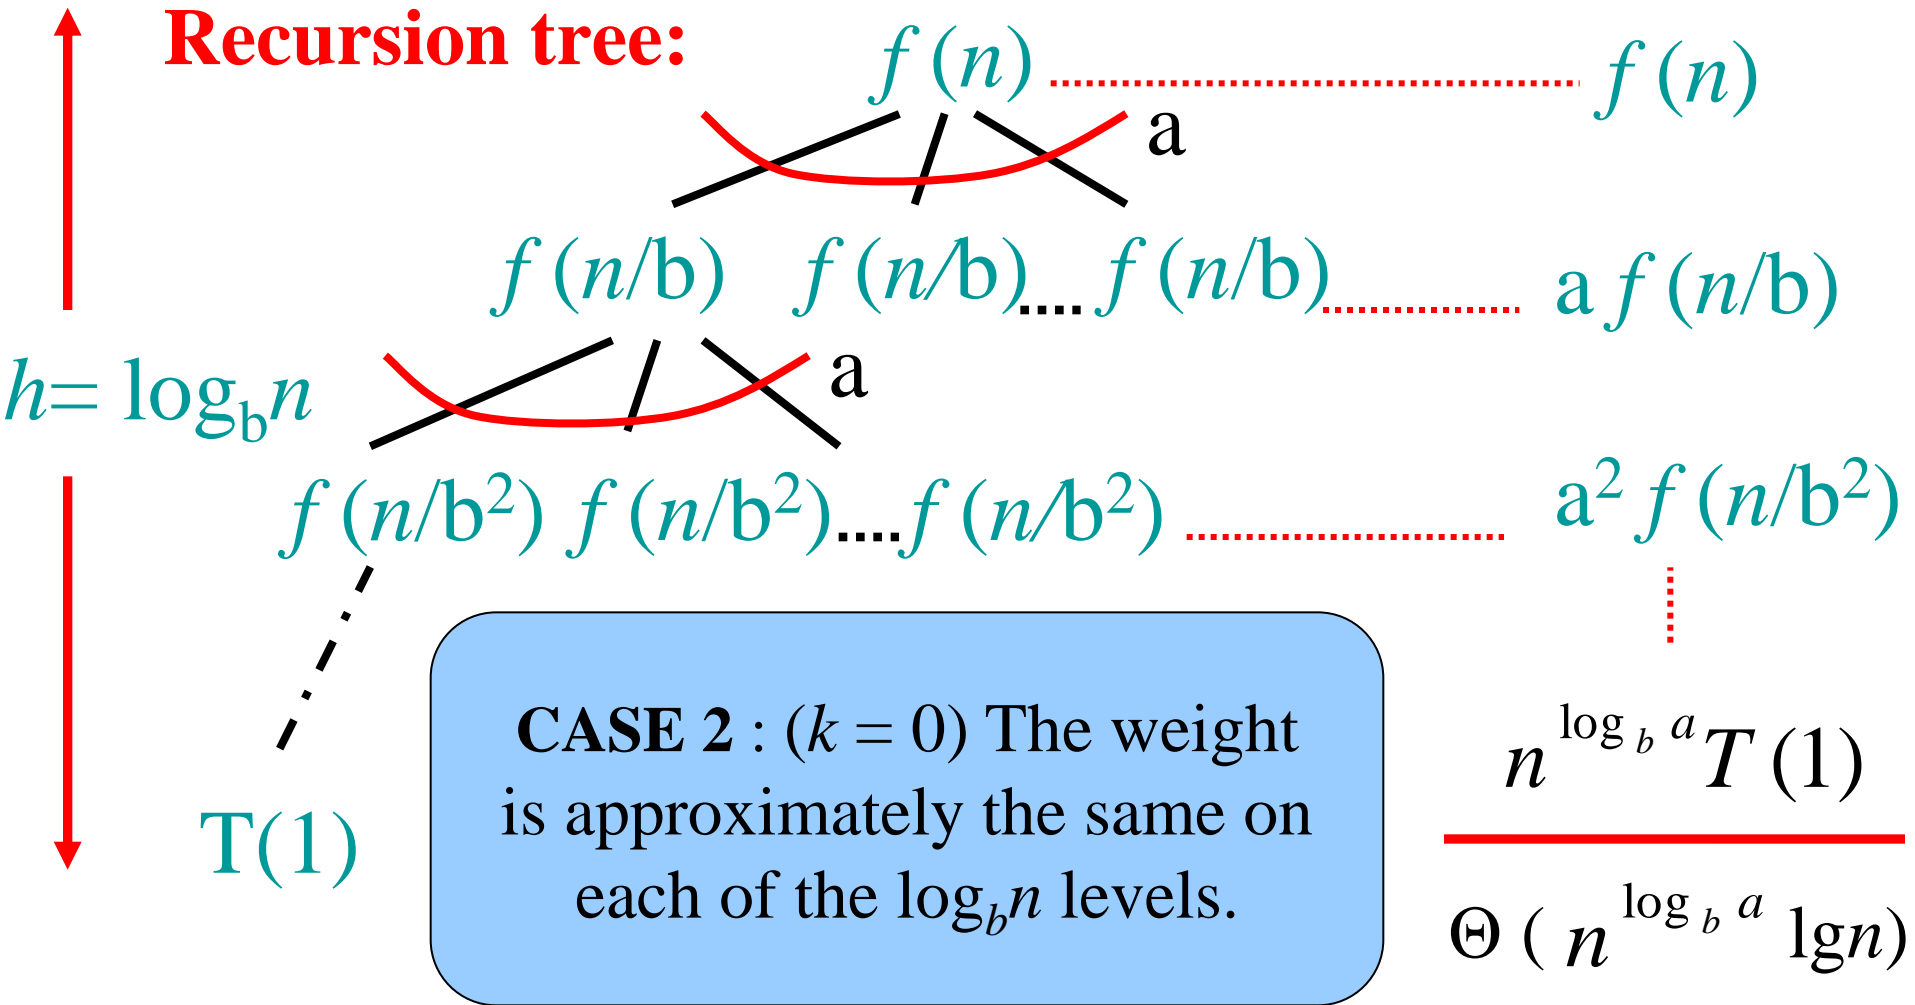 Recursion tree:
f (n) f (n)
a
f (n/b) f (n/b) .... f (n/b) a f (n/b)
a
h= log_b n
f (n/b²) f (n/b²) .... f (n/b²) a² f (n/b²)
CASE 2 : (k = 0) The weight
is approximately the same on
each of the log_b n levels.
T(1)
n^{log_b a} T (1)
Θ ( n^{log_b a} lgn)